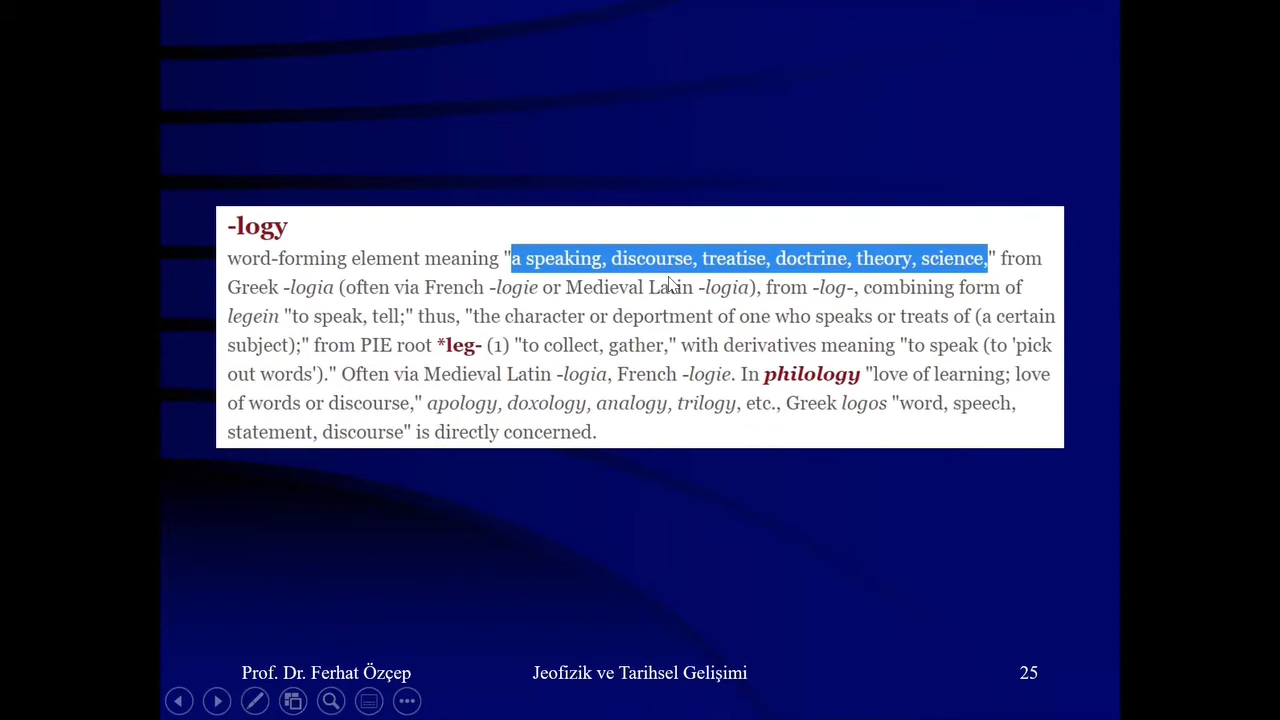 -logy
word-forming element meaning "a speaking, discourse, treatise, doctrine, theory, science," from
Greek -logia (often via French -logie or Medieval Latin -logia), from -log-, combining form of
legein "to speak, tell;" thus, "the character or deportment of one who speaks or treats of (a certain
subject);" from PIE root *leg- (1) "to collect, gather," with derivatives meaning "to speak (to 'pick
out words')." Often via Medieval Latin -logia, French -logie. In philology "love of learning; love
of words or discourse," apology, doxology, analogy, trilogy, etc., Greek logos "word, speech,
statement, discourse" is directly concerned.
Prof. Dr. Ferhat Özçep
Jeofizik ve Tarihsel Gelişimi
25